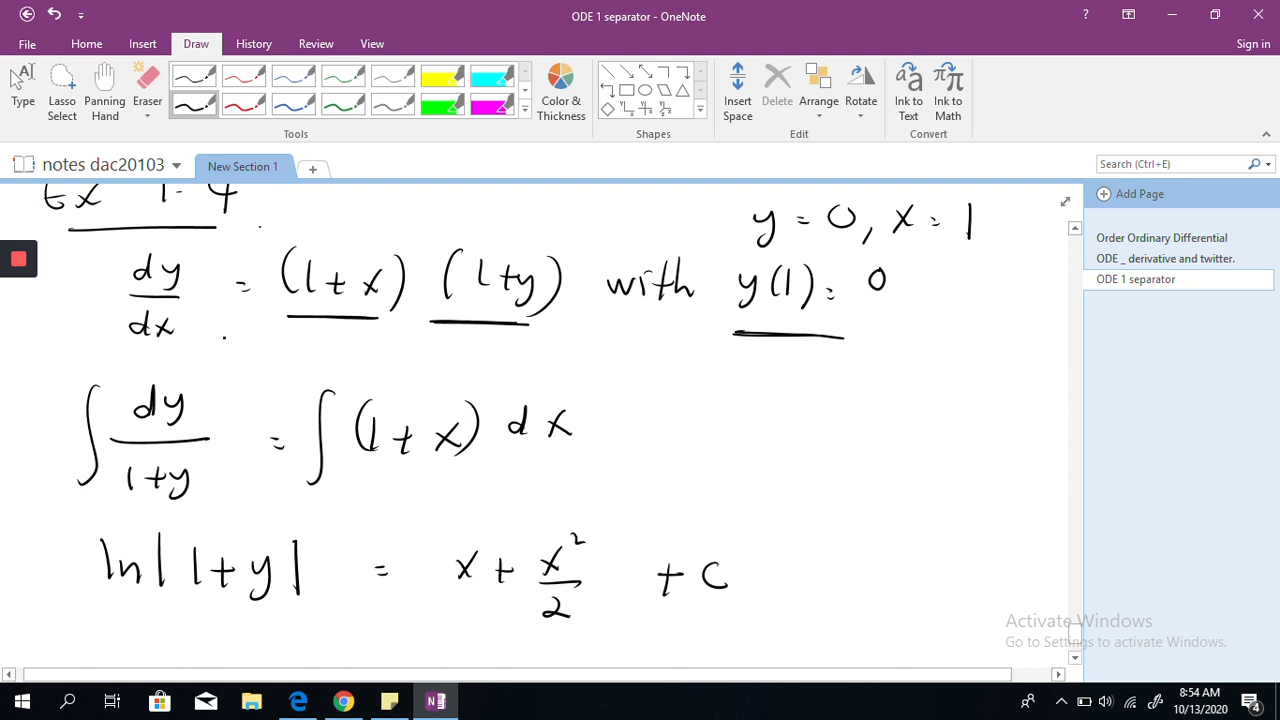 ODE 1 separator - OneNote
File Home Insert Draw History Review View Sign in
Type
Lasso Select
Panning Hand
Eraser
Color & Thickness
Insert Space
Delete
Arrange
Rotate
Ink to Text
Ink to Math
Tools Shapes Edit Convert
notes dac20103 New Section 1 Search (Ctrl+E)
Add Page
Order Ordinary Differential
ODE _ derivative and twitter.
ODE 1 separator
Ex 1.4
y = 0, x = 1
dy/dx = (1+x) (1+y) with y(1) = 0
∫ dy/(1+y) = ∫ (1+x) dx
ln|1+y| = x + x²/2 + C
Activate Windows
Go to Settings to activate Windows.
8:54 AM
10/13/2020
4